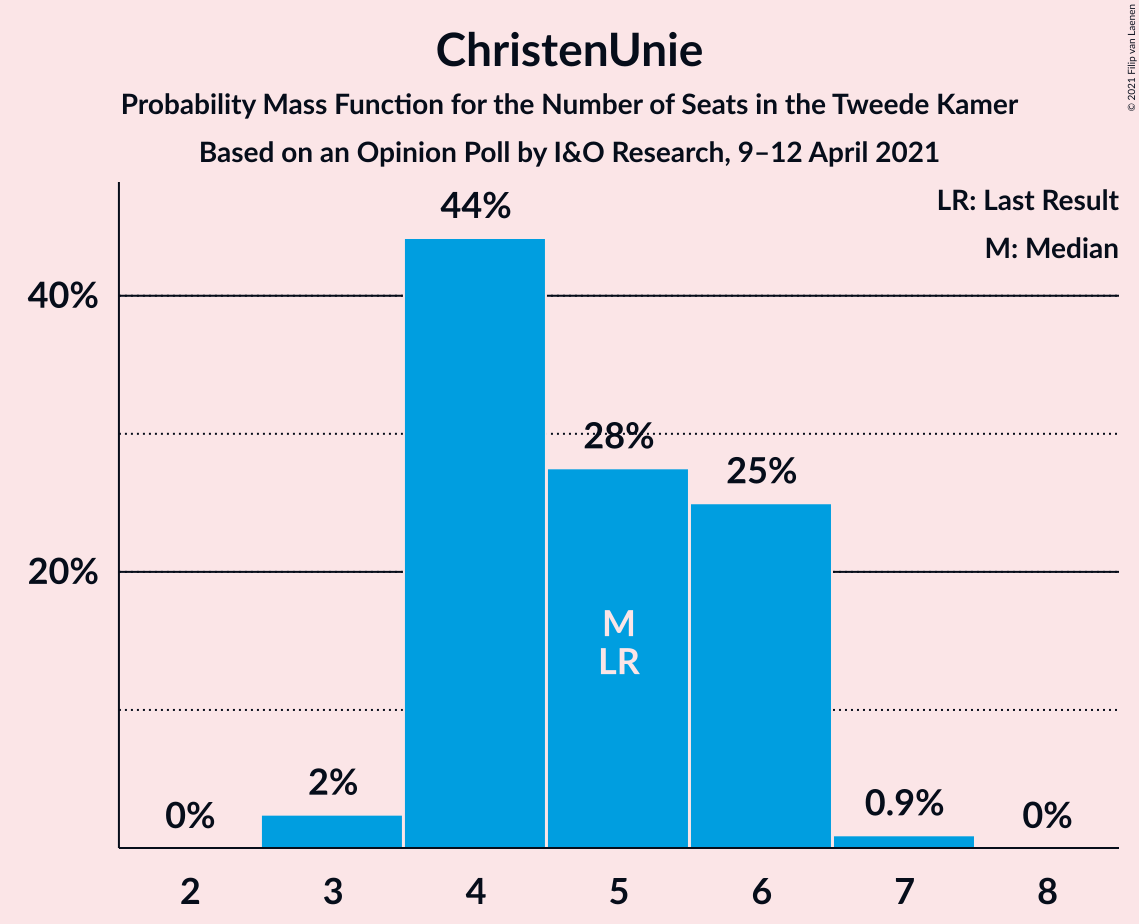 ChristenUnie
Probability Mass Function for the Number of Seats in the Tweede Kamer
Based on an Opinion Poll by I&O Research, 9–12 April 2021
© 2021 Filip van Laenen
LR: Last Result
M: Median
44%
40%
28%
25%
20%
M
LR
2%
0.9%
0%
0%
2 3 4 5 6 7 8